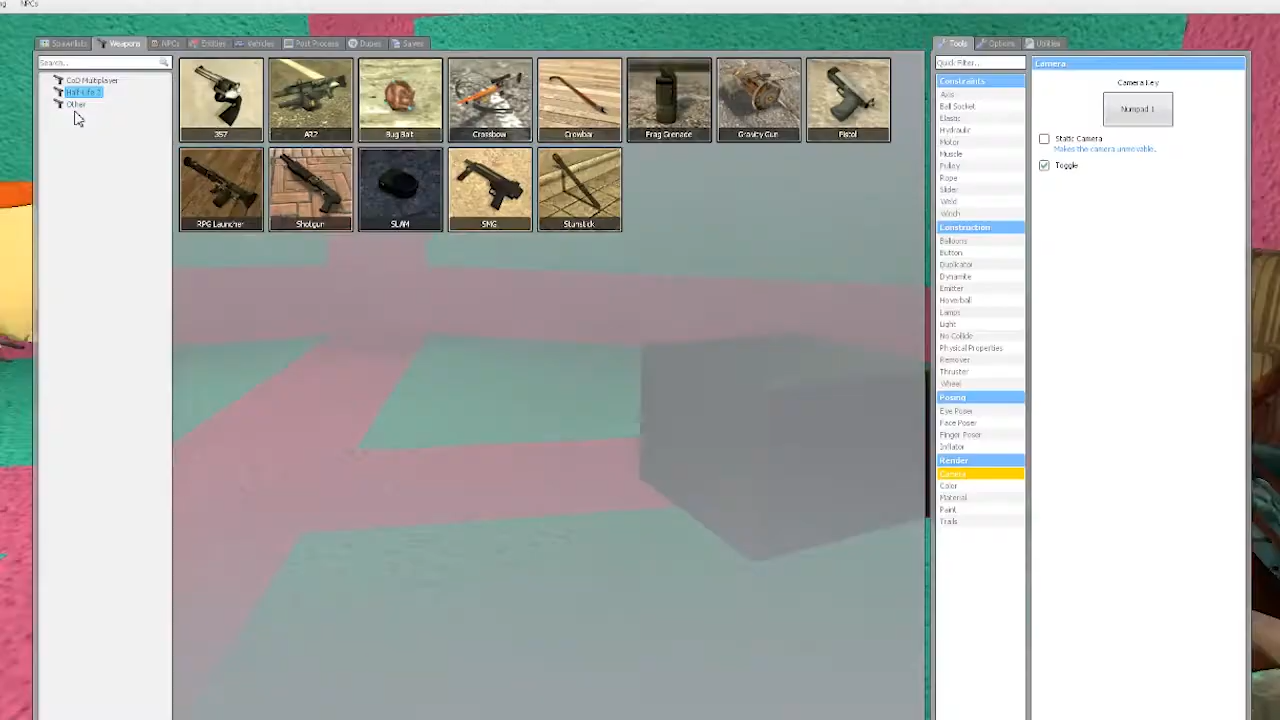 NPCs
Spawnlists Weapons NPCs Entities Vehicles Post Process Dupes Saves
Search...
CoD Multiplayer
Half-Life 2
Other
.357 AR2 Bug Bait Crossbow Crowbar Frag Grenade Gravity Gun Pistol
RPG Launcher Shotgun SLAM SMG Stunstick
Tools Options Utilities
Quick Filter...
Constraints
Axis
Ball Socket
Elastic
Hydraulic
Motor
Muscle
Pulley
Rope
Slider
Weld
Winch
Construction
Balloons
Button
Duplicator
Dynamite
Emitter
Hoverball
Lamps
Light
No Collide
Physical Properties
Remover
Thruster
Wheel
Posing
Eye Poser
Face Poser
Finger Poser
Inflator
Render
Camera
Color
Material
Paint
Trails
Camera
Camera Key
Numpad 1
Static Camera
Makes the camera unmovable.
Toggle